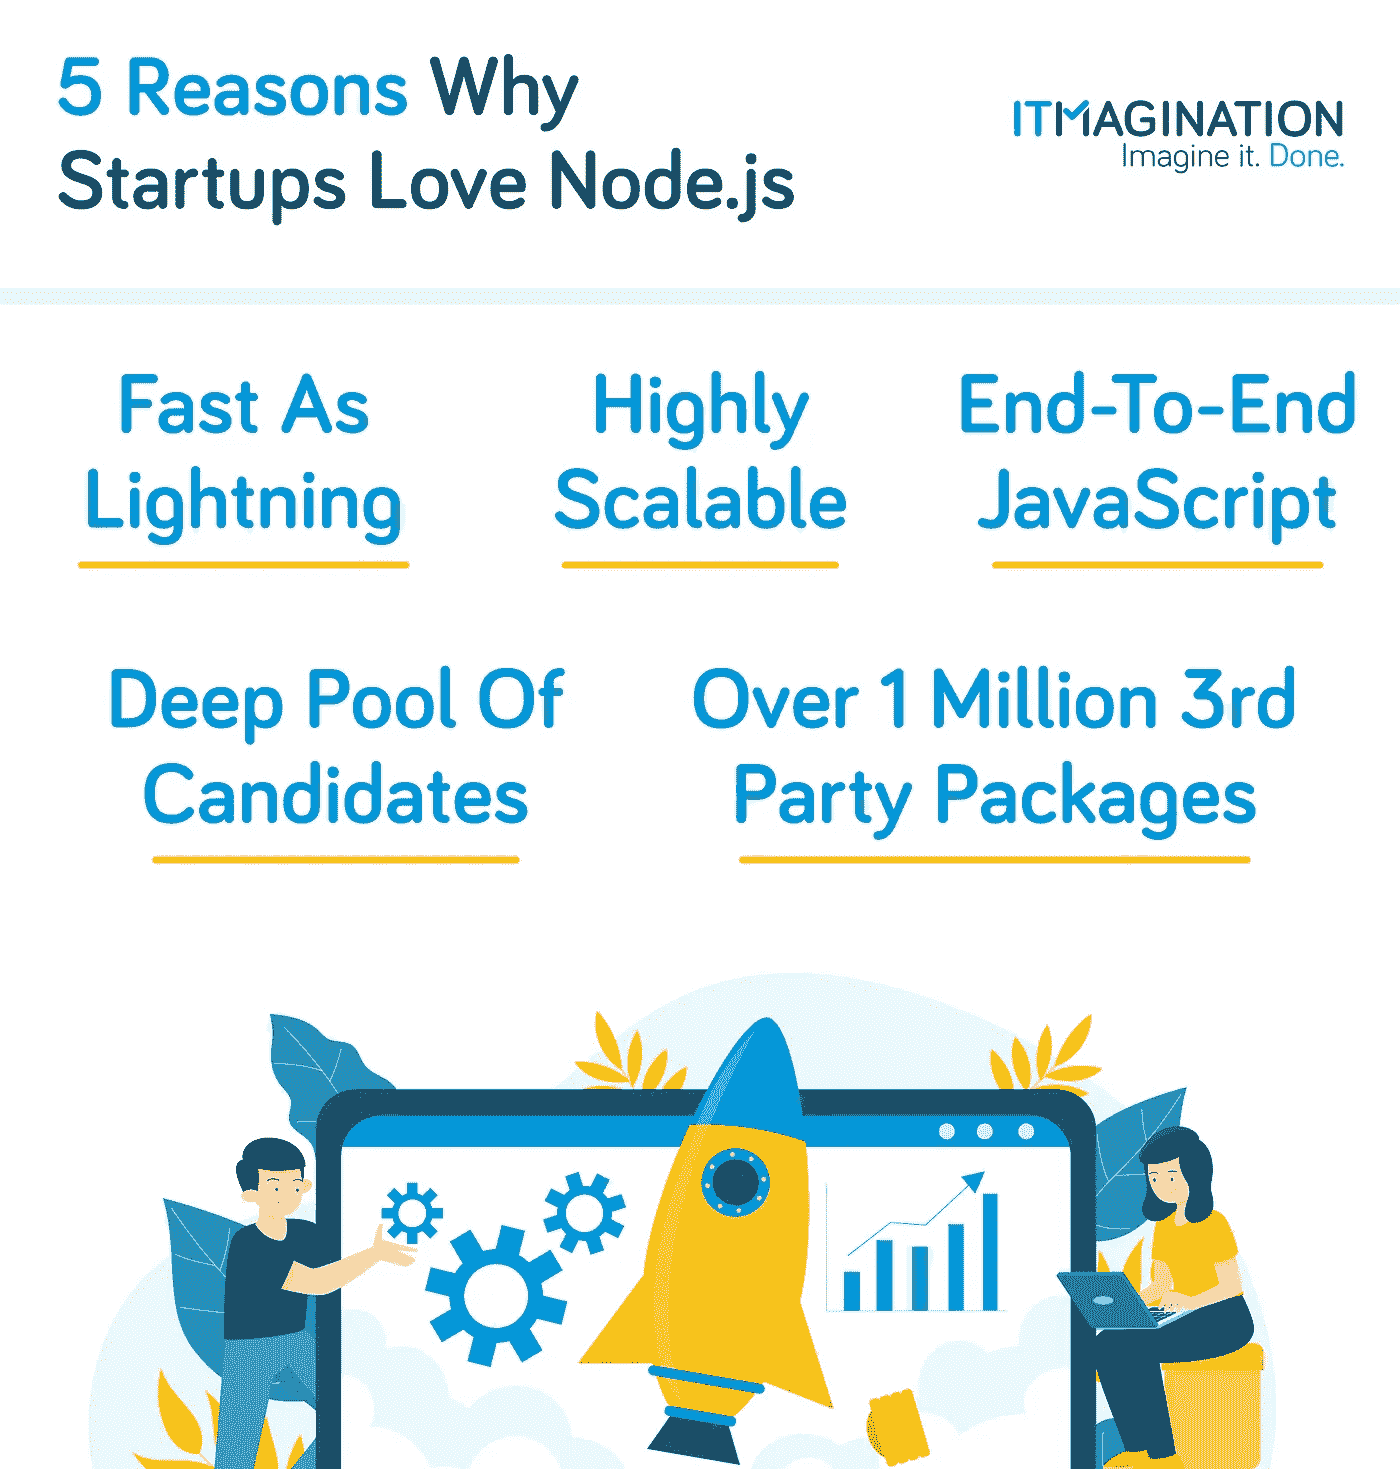 5 Reasons Why
Startups Love Node.js
ITMAGINATION
Imagine it. Done.
Fast As
Lightning
Highly
Scalable
End-To-End
JavaScript
Deep Pool Of
Candidates
Over 1 Million 3rd
Party Packages